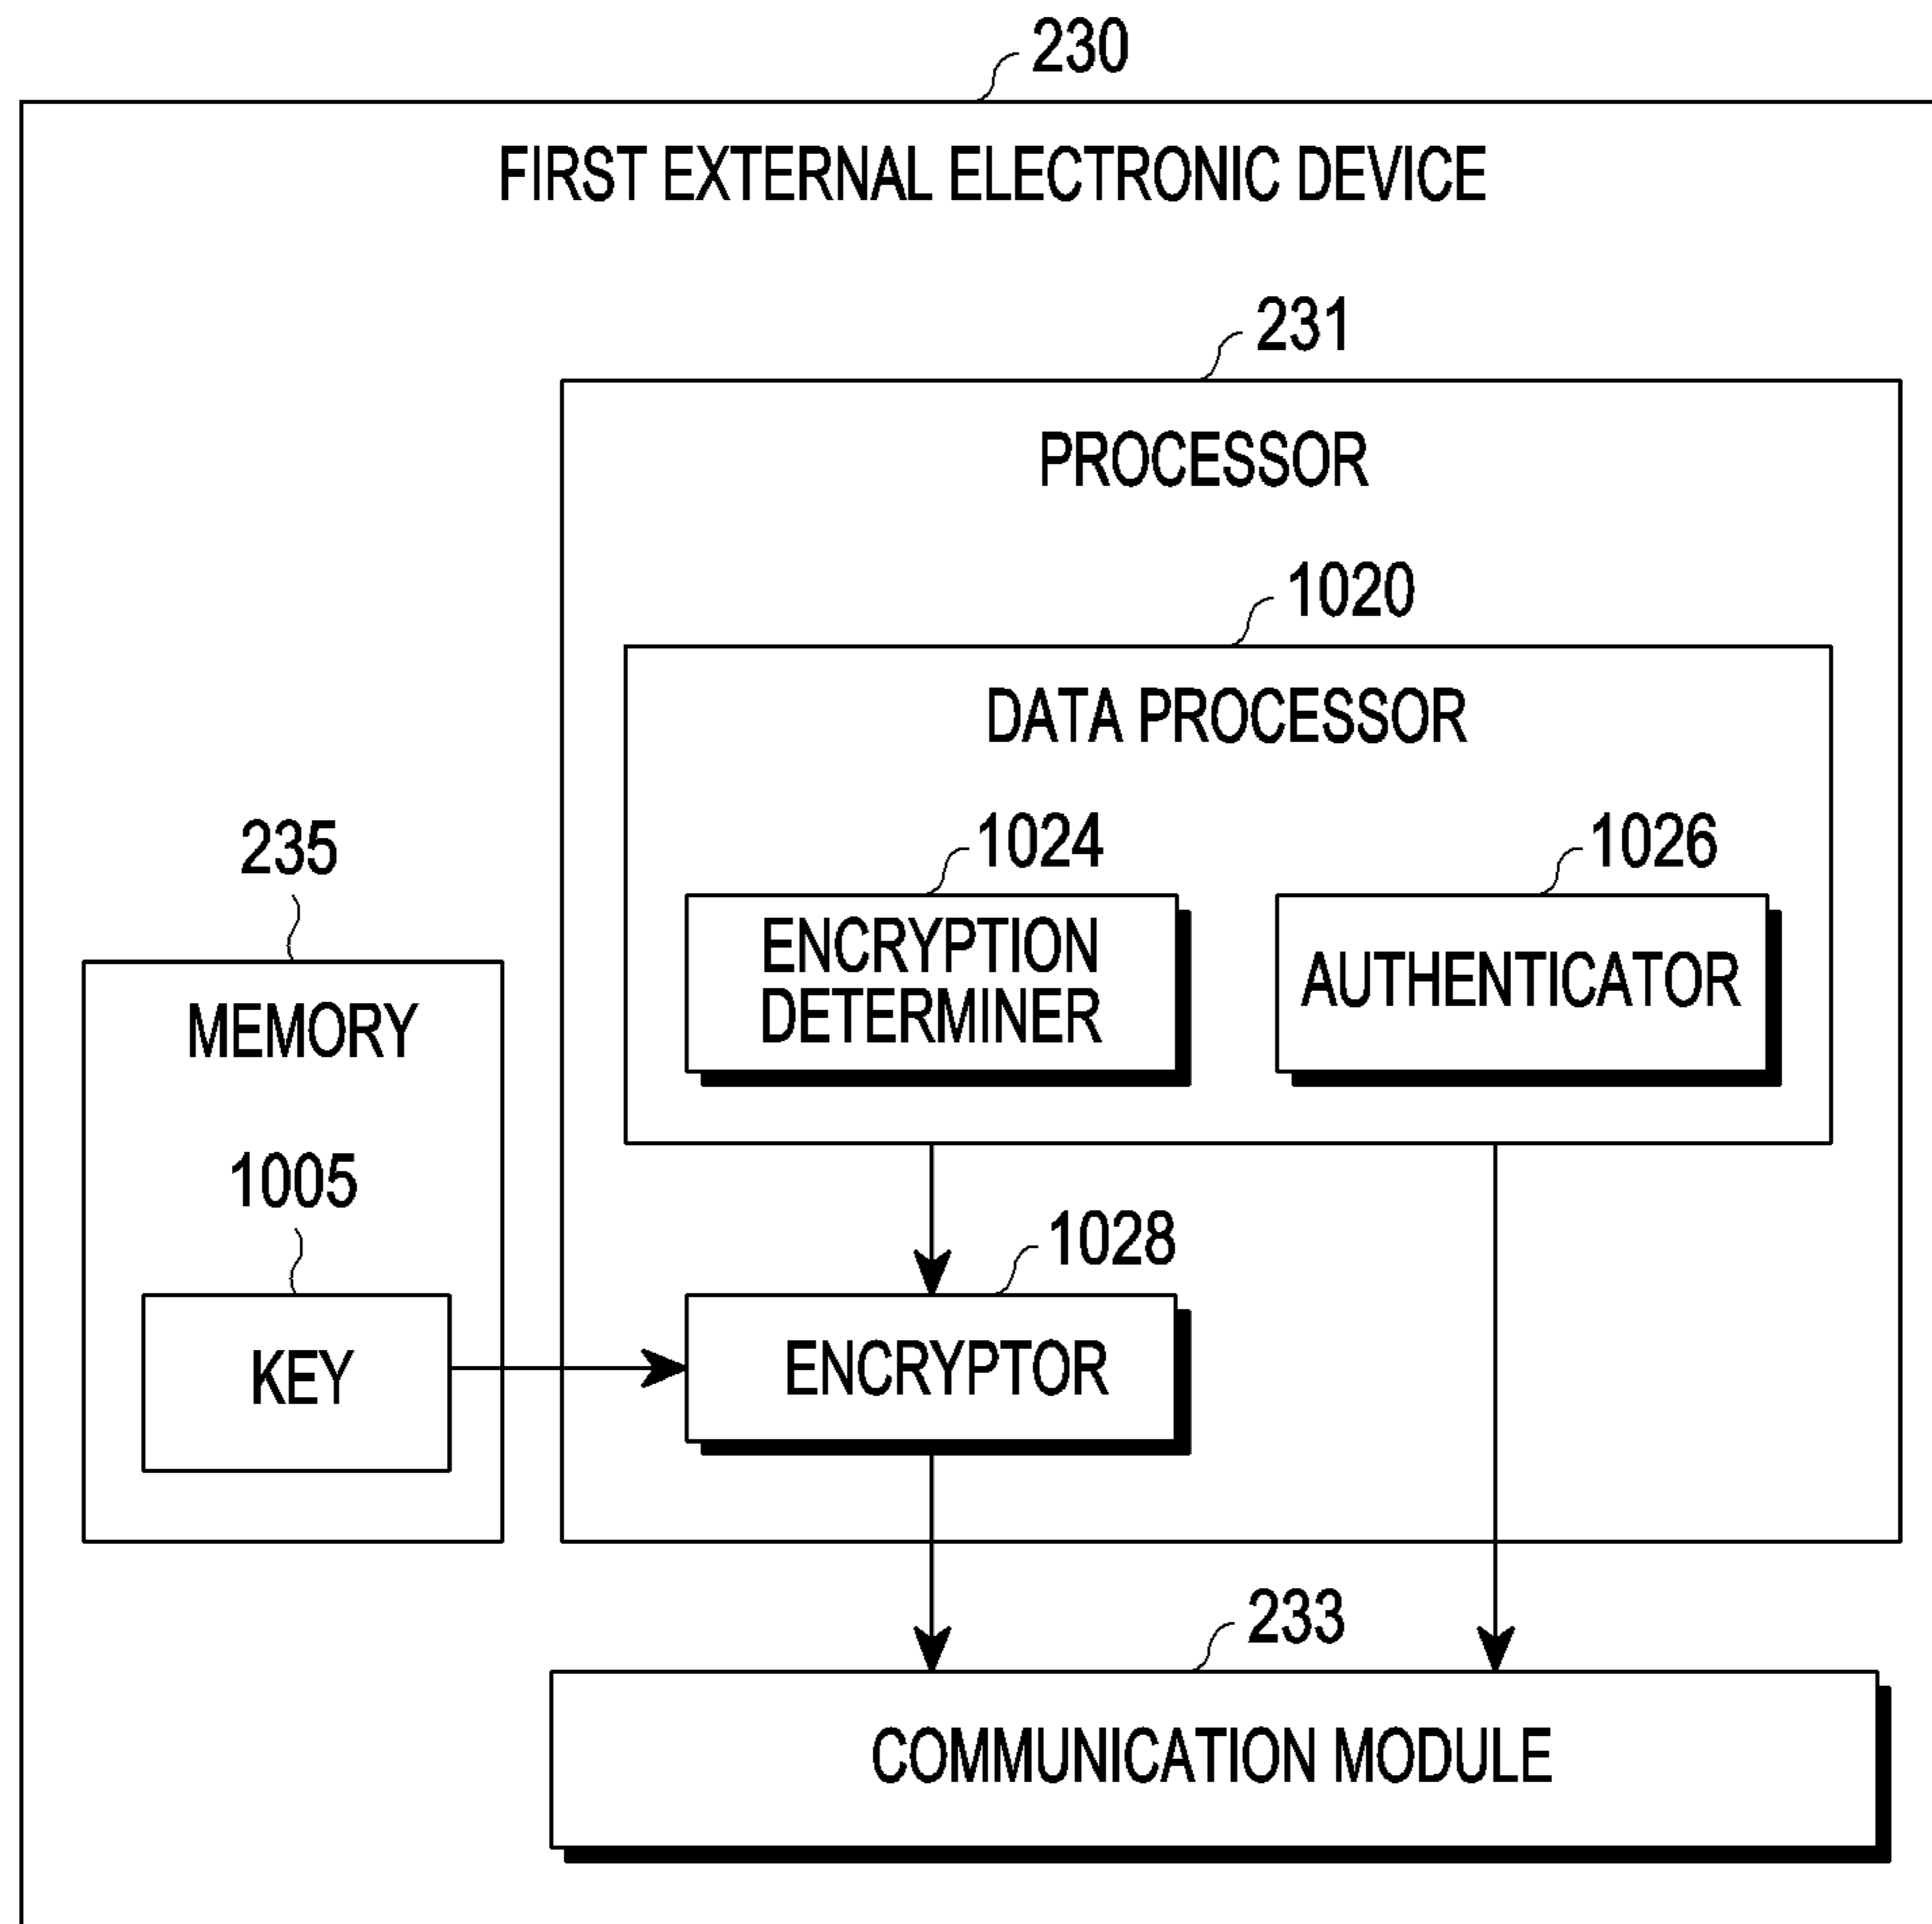 230
FIRST EXTERNAL ELECTRONIC DEVICE
231
PROCESSOR
1020
DATA PROCESSOR
235
1024
1026
MEMORY
ENCRYPTION
DETERMINER
AUTHENTICATOR
1005
KEY
1028
ENCRYPTOR
233
COMMUNICATION MODULE